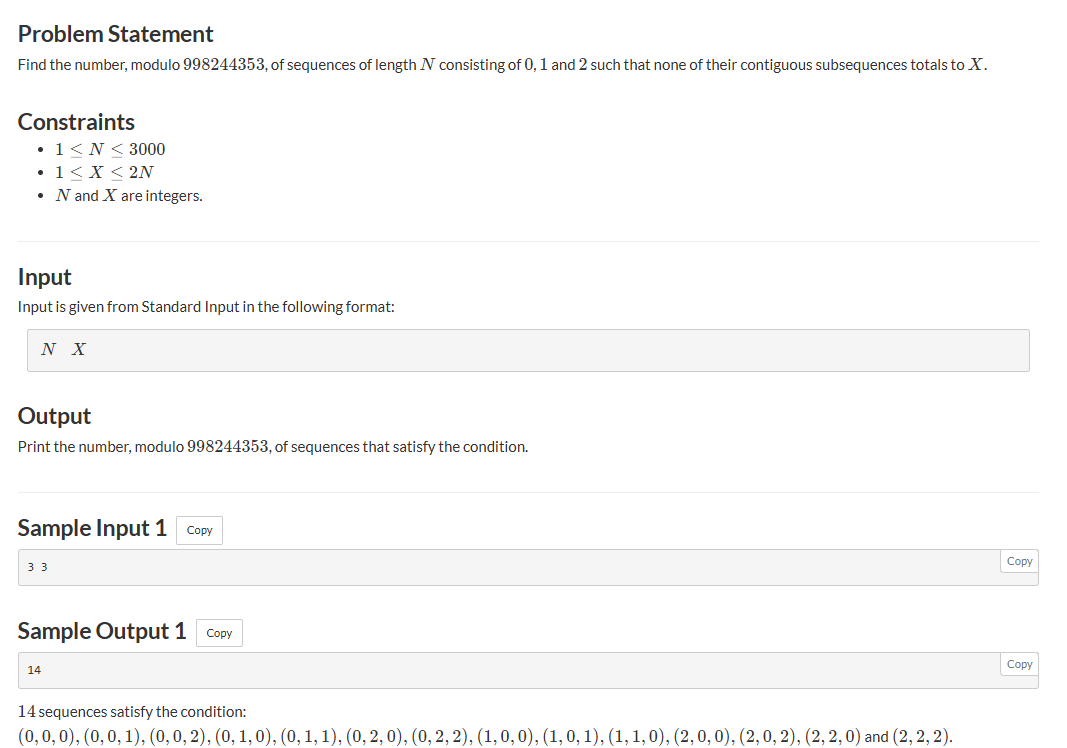 Problem Statement
Find the number, modulo 998244353, of sequences of length N consisting of 0, 1 and 2 such that none of their contiguous subsequences totals to X.
Constraints
• 1 ≤ N ≤ 3000
• 1 ≤ X ≤ 2N
• N and X are integers.
Input
Input is given from Standard Input in the following format:
N X
Output
Print the number, modulo 998244353, of sequences that satisfy the condition.
Sample Input 1 Copy
Copy
3 3
Sample Output 1 Copy
Copy
14
14 sequences satisfy the condition:
(0, 0, 0), (0, 0, 1), (0, 0, 2), (0, 1, 0), (0, 1, 1), (0, 2, 0), (0, 2, 2), (1, 0, 0), (1, 0, 1), (1, 1, 0), (2, 0, 0), (2, 0, 2), (2, 2, 0) and (2, 2, 2).